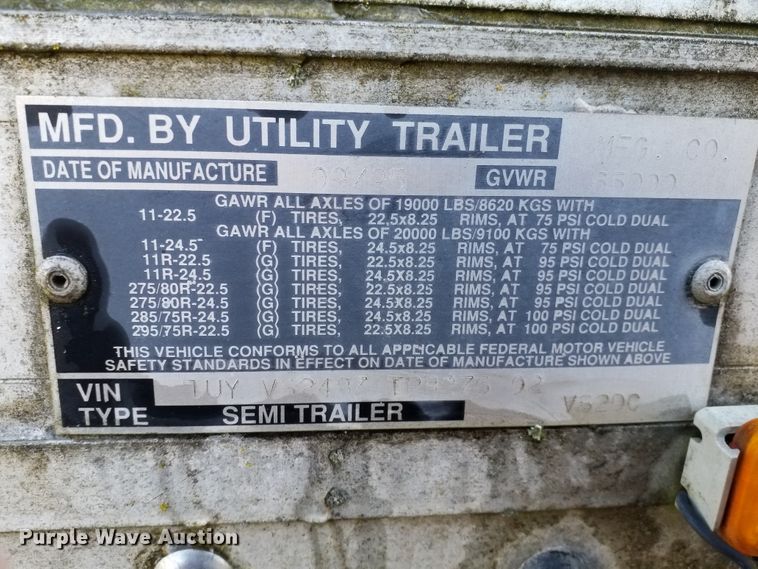 MFD. BY UTILITY TRAILER MFG. CO.
DATE OF MANUFACTURE GVWR
GAWR ALL AXLES OF 19000 LBS/8620 KGS WITH
11-22.5 (F) TIRES, 22.5x8.25 RIMS, AT 75 PSI COLD DUAL
GAWR ALL AXLES OF 20000 LBS/9100 KGS WITH
11-24.5 (F) TIRES, 24.5x8.25 RIMS, AT 75 PSI COLD DUAL
11R-22.5 (G) TIRES, 22.5x8.25 RIMS, AT 95 PSI COLD DUAL
11R-24.5 (G) TIRES, 24.5x8.25 RIMS, AT 95 PSI COLD DUAL
275/80R-22.5 (G) TIRES, 22.5x8.25 RIMS, AT 95 PSI COLD DUAL
275/80R-24.5 (G) TIRES, 24.5x8.25 RIMS, AT 95 PSI COLD DUAL
285/75R-24.5 (G) TIRES, 24.5x8.25 RIMS, AT 100 PSI COLD DUAL
295/75R-22.5 (G) TIRES, 22.5x8.25 RIMS, AT 100 PSI COLD DUAL
THIS VEHICLE CONFORMS TO ALL APPLICABLE FEDERAL MOTOR VEHICLE
SAFETY STANDARDS IN EFFECT ON DATE OF MANUFACTURE SHOWN ABOVE
VIN
TYPE SEMI TRAILER VS2DC
Purple Wave Auction